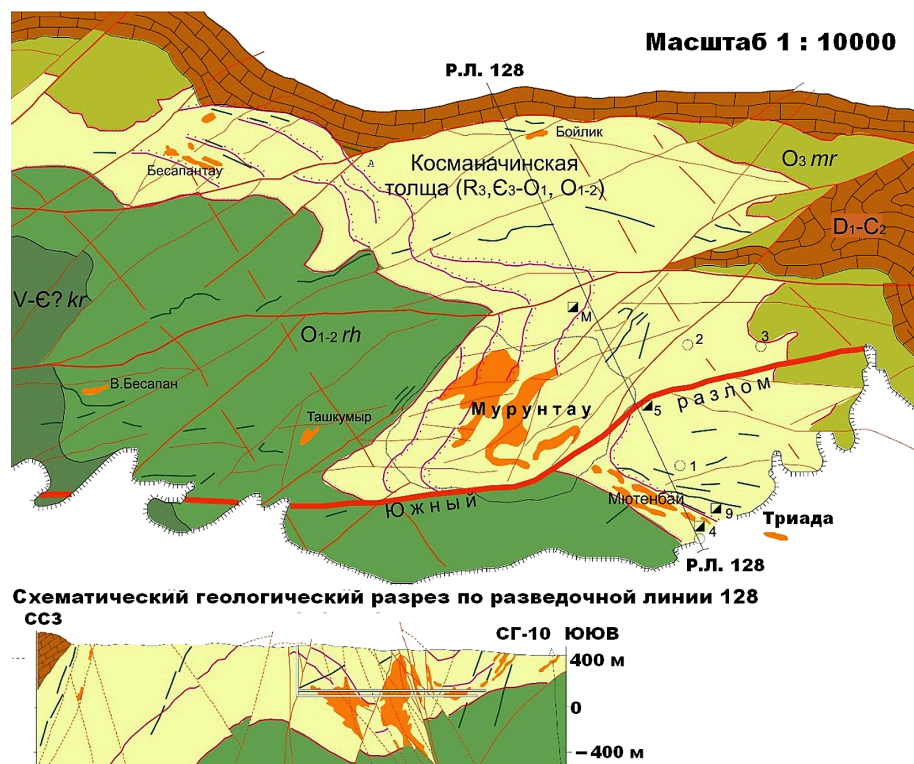 Масштаб 1 : 10000
Р.Л. 128
Бойлик
А
Космaначинская
толща (R3,Є3-O1, O1-2)
O3 mr
Бесапантау
D1-C2
V-Є? kr
М
O1-2 rh
2
3
В.Бесапан
Ташкумыр
Мурунтау
5
разлом
1
Южный
Мютенбай
9
4
Триада
Р.Л. 128
Схематический геологический разрез по разведочной линии 128
ССЗ
СГ-10 ЮЮВ
400 м
0
−400 м